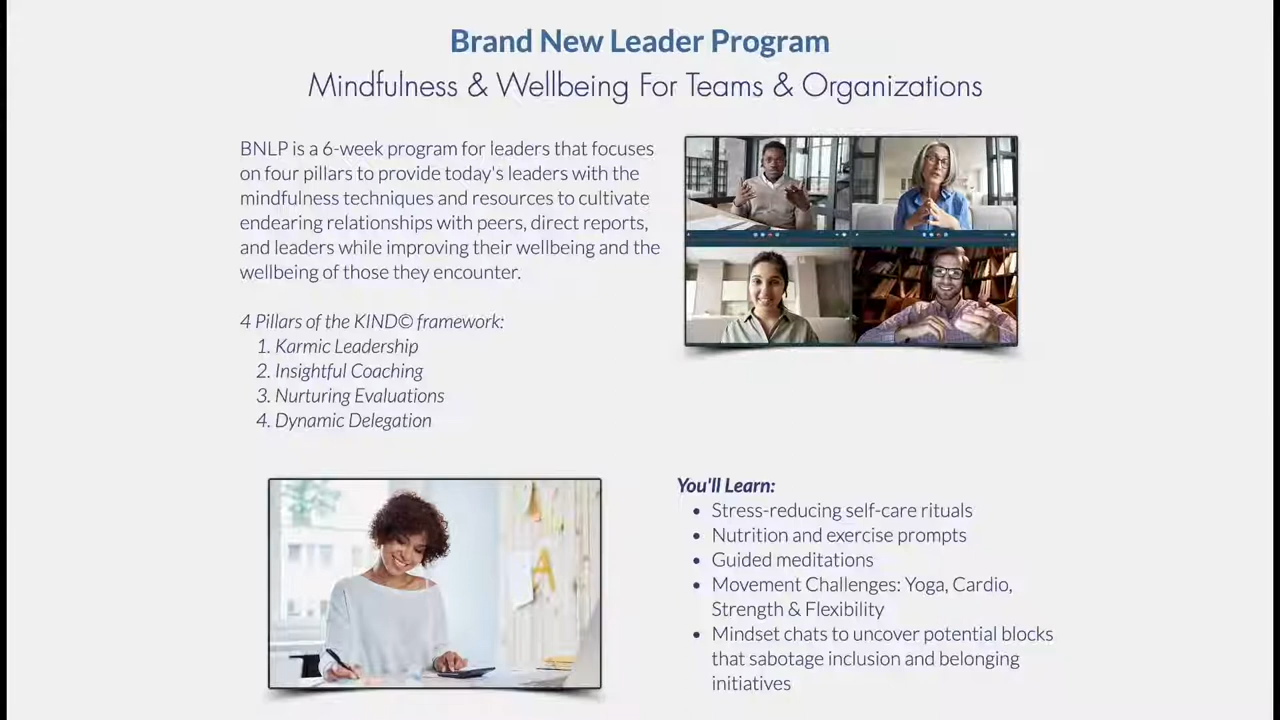 Brand New Leader Program
Mindfulness & Wellbeing For Teams & Organizations
BNLP is a 6-week program for leaders that focuses
on four pillars to provide today's leaders with the
mindfulness techniques and resources to cultivate
endearing relationships with peers, direct reports,
and leaders while improving their wellbeing and the
wellbeing of those they encounter.
4 Pillars of the KIND© framework:
1. Karmic Leadership
2. Insightful Coaching
3. Nurturing Evaluations
4. Dynamic Delegation
A
You'll Learn:
• Stress-reducing self-care rituals
• Nutrition and exercise prompts
• Guided meditations
• Movement Challenges: Yoga, Cardio,
Strength & Flexibility
• Mindset chats to uncover potential blocks
that sabotage inclusion and belonging
initiatives